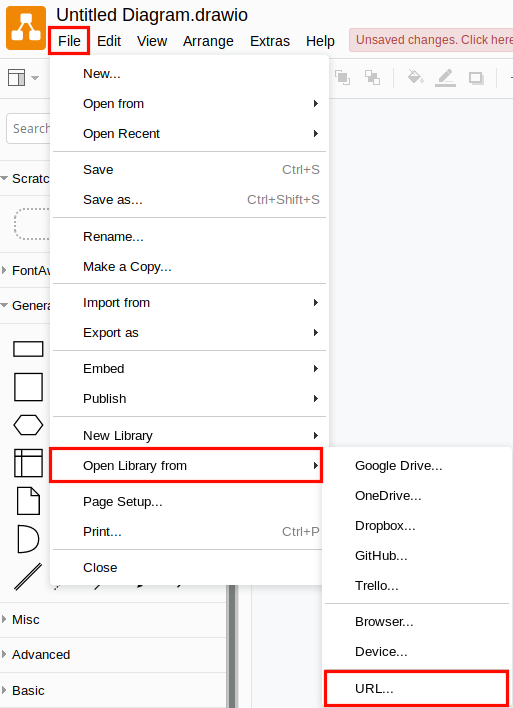 Untitled Diagram.drawio
File Edit View Arrange Extras Help Unsaved changes. Click here
New...
Open from
Search
Open Recent
Scratc
Save Ctrl+S
Save as... Ctrl+Shift+S
Rename...
FontAw
Make a Copy...
Genera
Import from
Export as
Embed
Publish
New Library
Open Library from
Google Drive...
OneDrive...
Page Setup...
Dropbox...
Print... Ctrl+P
GitHub...
Close
Trello...
Misc
Browser...
Advanced
Device...
Basic
URL...